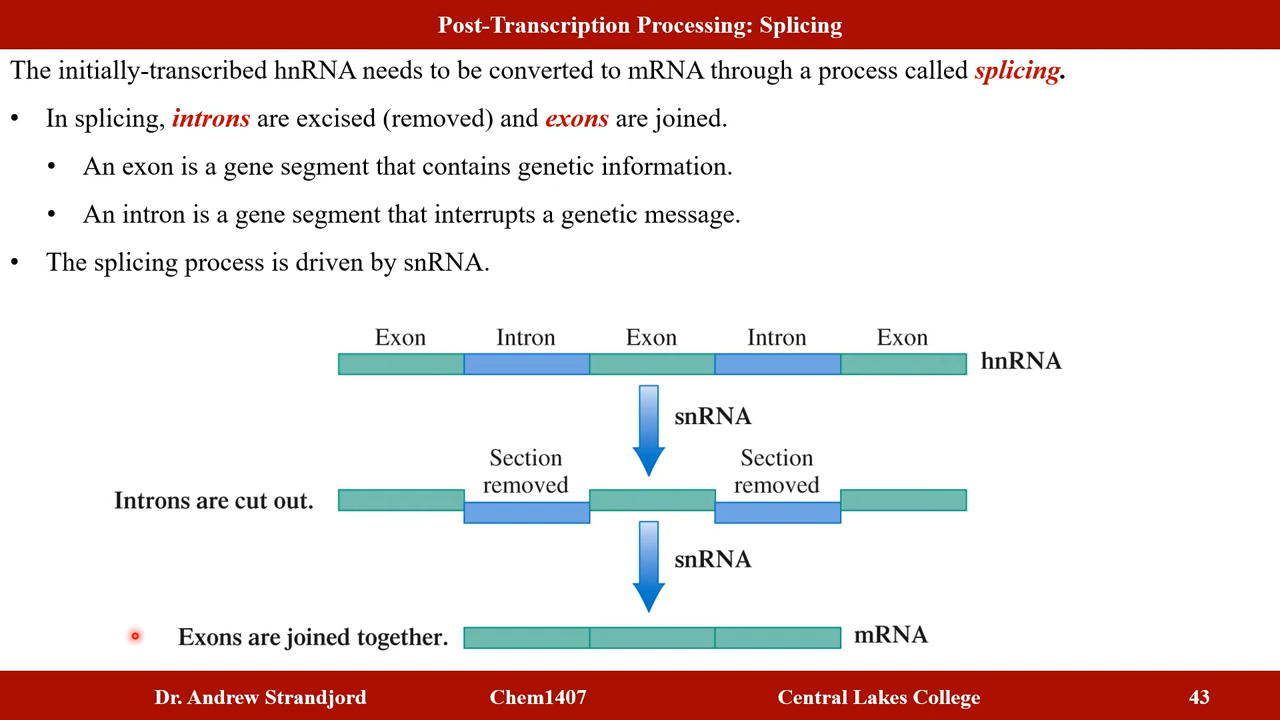 Post-Transcription Processing: Splicing
The initially-transcribed hnRNA needs to be converted to mRNA through a process called splicing.
• In splicing, introns are excised (removed) and exons are joined.
• An exon is a gene segment that contains genetic information.
• An intron is a gene segment that interrupts a genetic message.
• The splicing process is driven by snRNA.
Exon Intron Exon Intron Exon
hnRNA
snRNA
Section removed
Section removed
Introns are cut out.
snRNA
Exons are joined together.
mRNA
Dr. Andrew Strandjord Chem1407 Central Lakes College 43